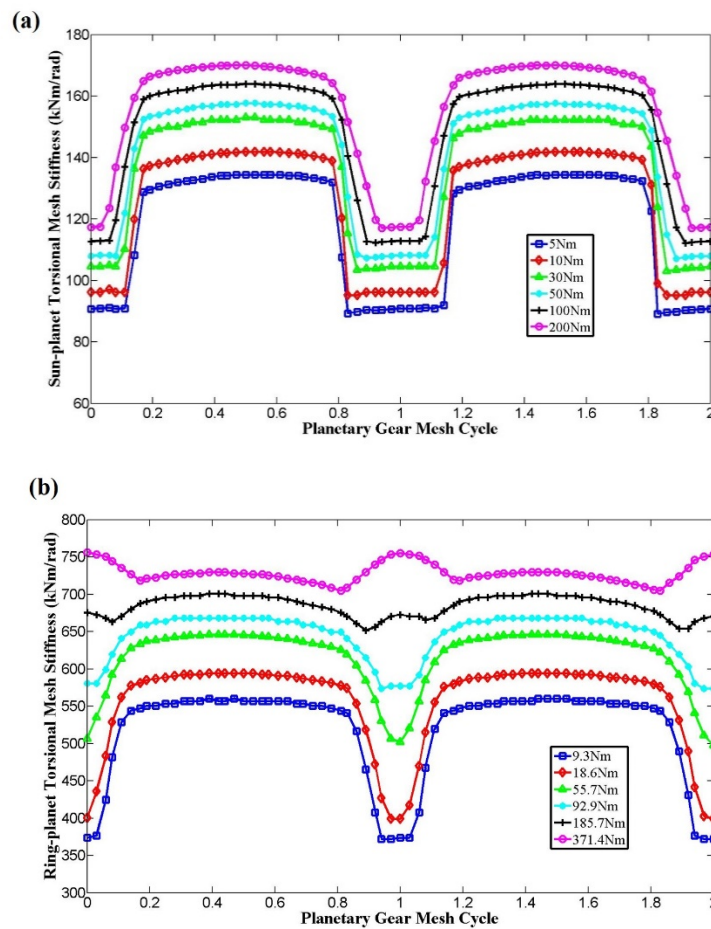 (a)
Sun-planet Torsional Mesh Stiffness (kNm/rad)
180
160
140
120
100
80
60
5Nm
10Nm
30Nm
50Nm
100Nm
200Nm
0 0.2 0.4 0.6 0.8 1 1.2 1.4 1.6 1.8 2
Planetary Gear Mesh Cycle
(b)
Ring-planet Torsional Mesh Stiffness (kNm/rad)
800
750
700
650
600
550
500
450
400
350
300
9.3Nm
18.6Nm
55.7Nm
92.9Nm
185.7Nm
371.4Nm
0 0.2 0.4 0.6 0.8 1 1.2 1.4 1.6 1.8 2
Planetary Gear Mesh Cycle